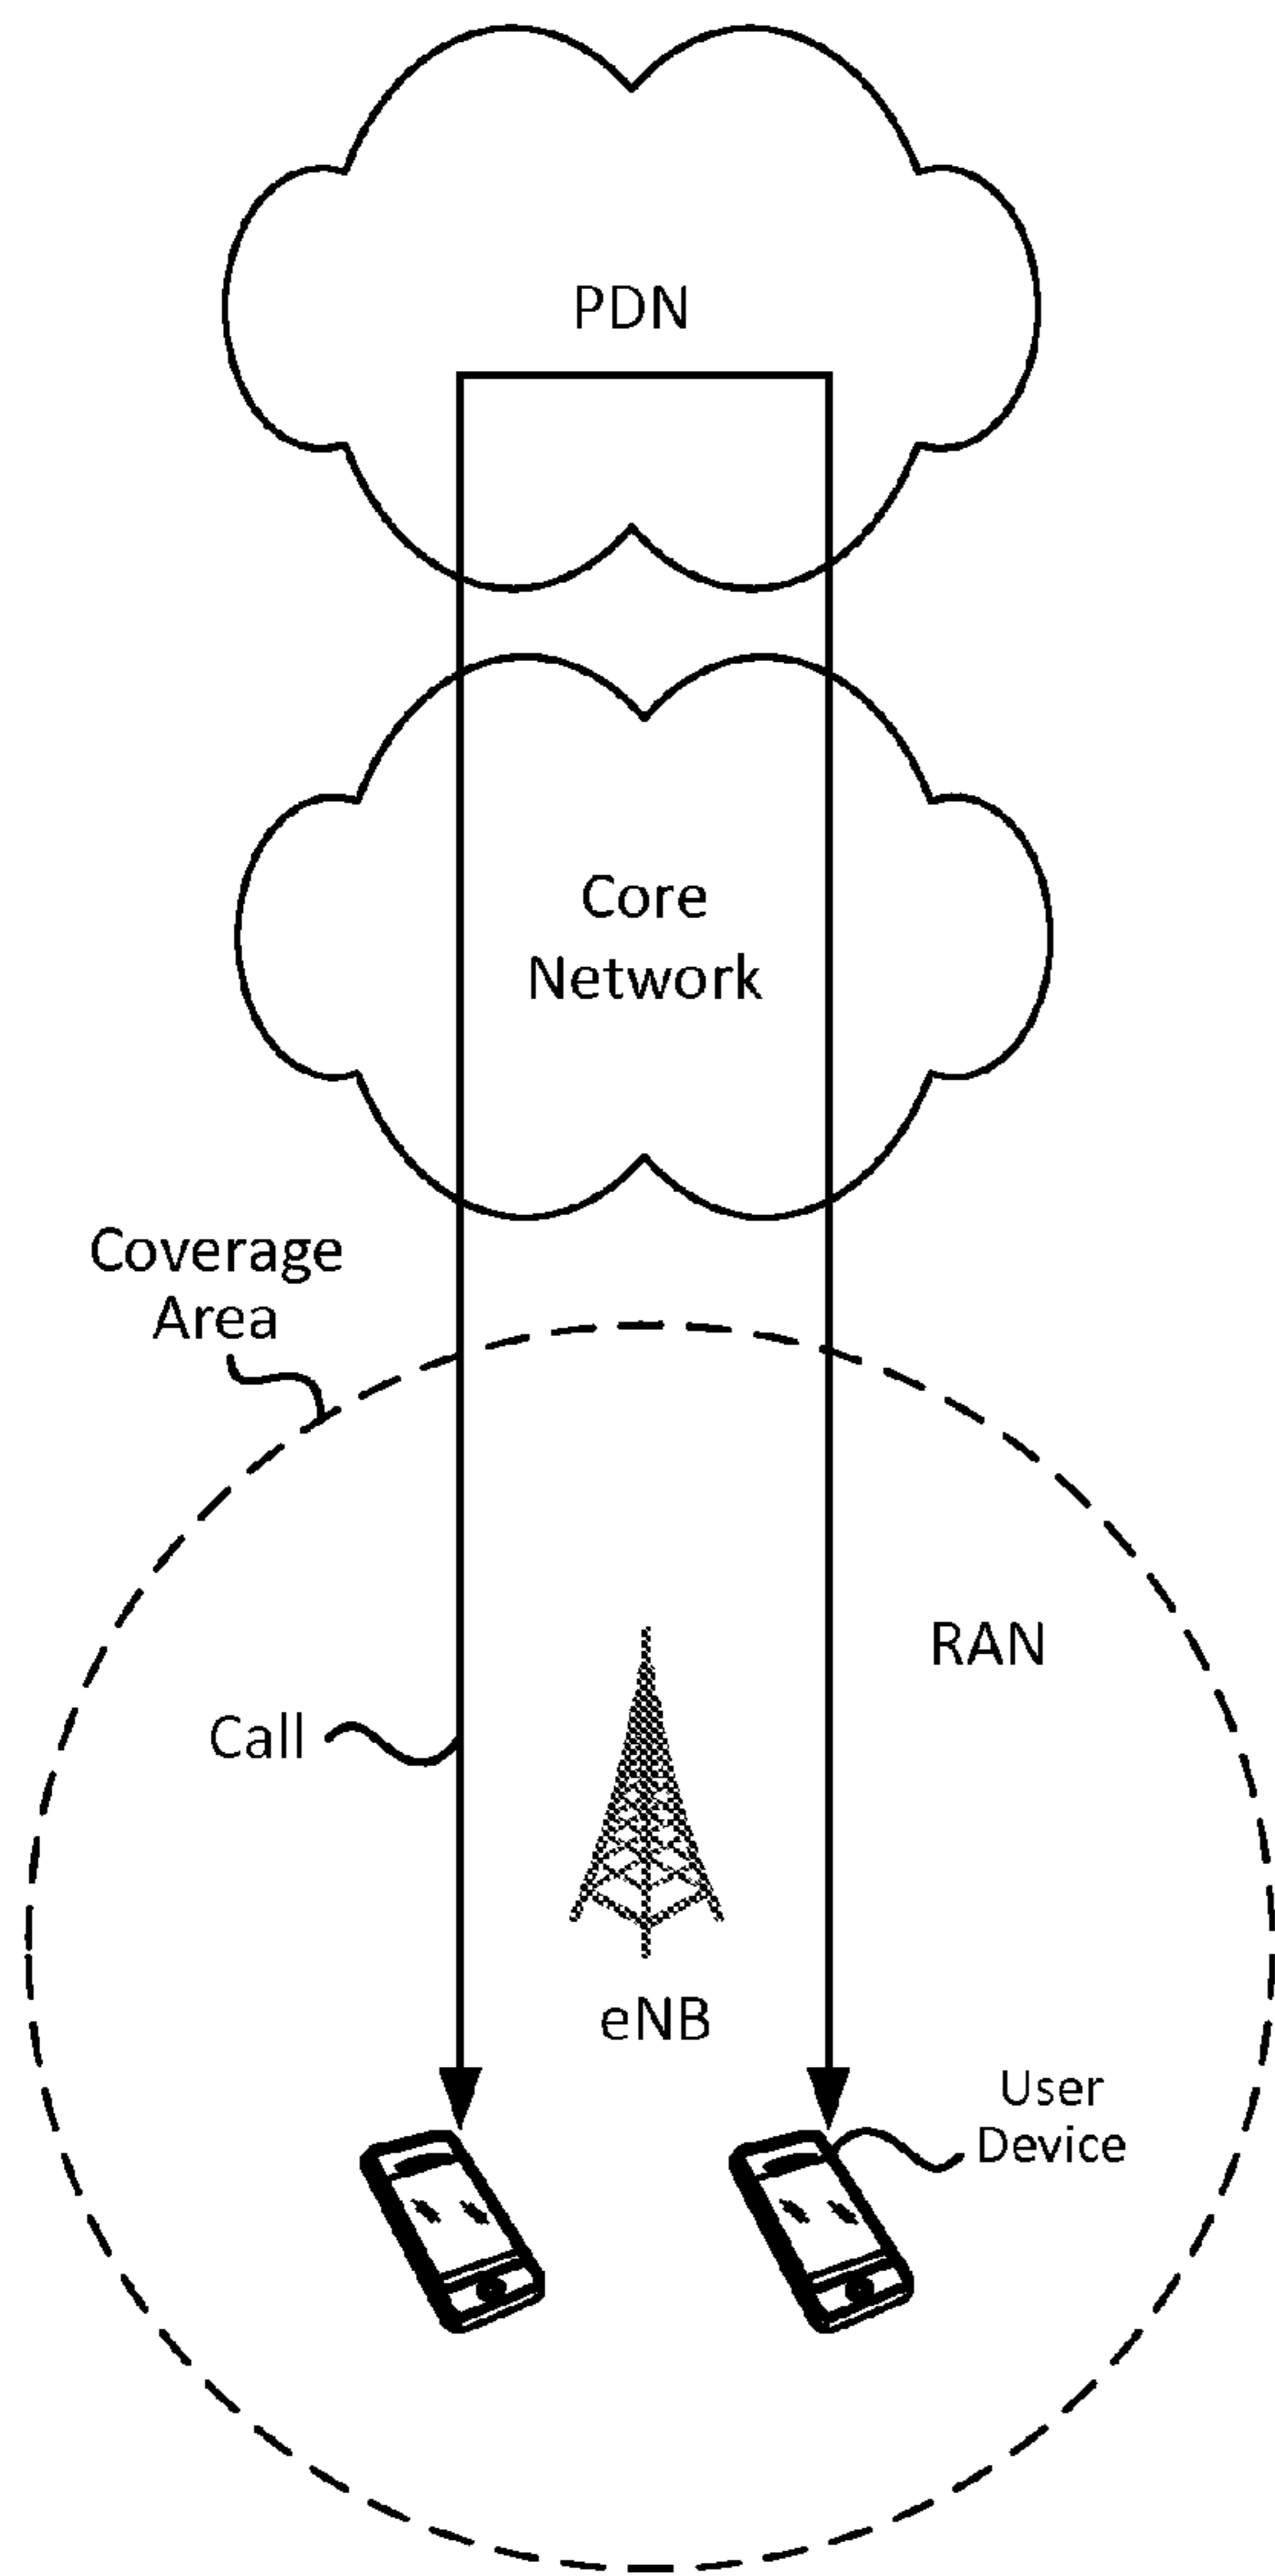 PDN
Core
Network
Coverage
Area
RAN
Call
eNB
User
Device